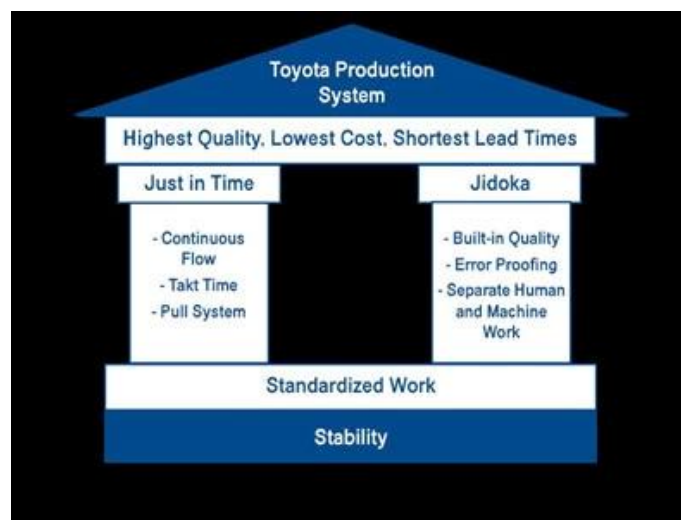 Toyota Production
System
Highest Quality, Lowest Cost, Shortest Lead Times
Just in Time
- Continuous
Flow
- Takt Time
- Pull System
Jidoka
- Built-in Quality
- Error Proofing
- Separate Human
and Machine
Work
Standardized Work
Stability